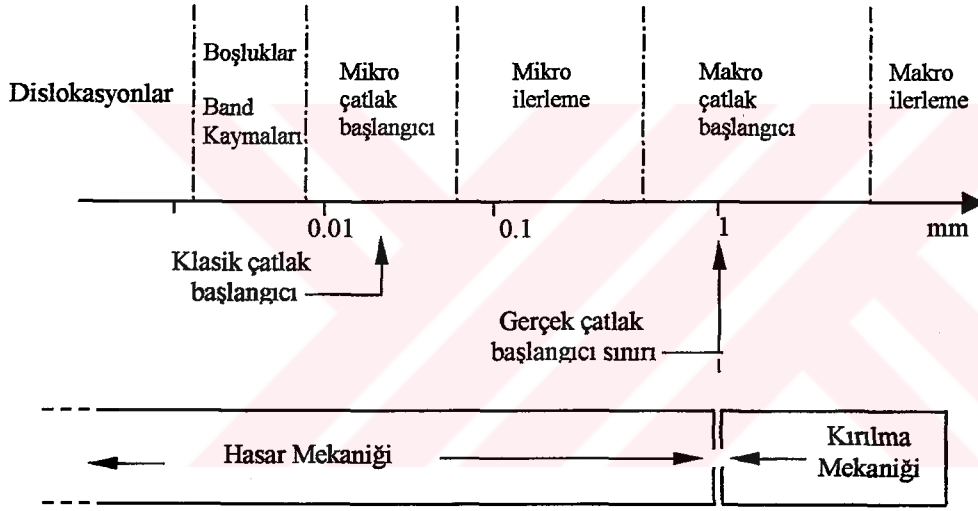 Dislokasyonlar
Boşluklar
Band
Kaymaları
Mikro
çatlak
başlangıcı
Mikro
ilerleme
Makro
çatlak
başlangıcı
Makro
ilerleme
0.01
0.1
1
mm
Klasik çatlak
başlangıcı
Gerçek çatlak
başlangıcı sınırı
Hasar Mekaniği
Kırılma
Mekaniği